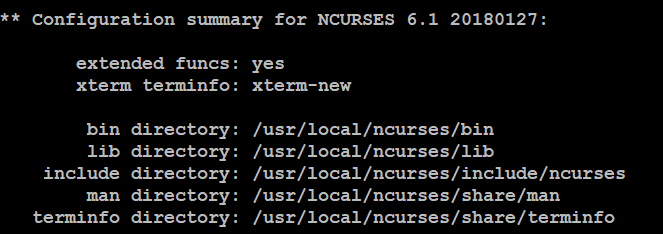 ** Configuration summary for NCURSES 6.1 20180127:
extended funcs: yes
xterm terminfo: xterm-new
bin directory: /usr/local/ncurses/bin
lib directory: /usr/local/ncurses/lib
include directory: /usr/local/ncurses/include/ncurses
man directory: /usr/local/ncurses/share/man
terminfo directory: /usr/local/ncurses/share/terminfo